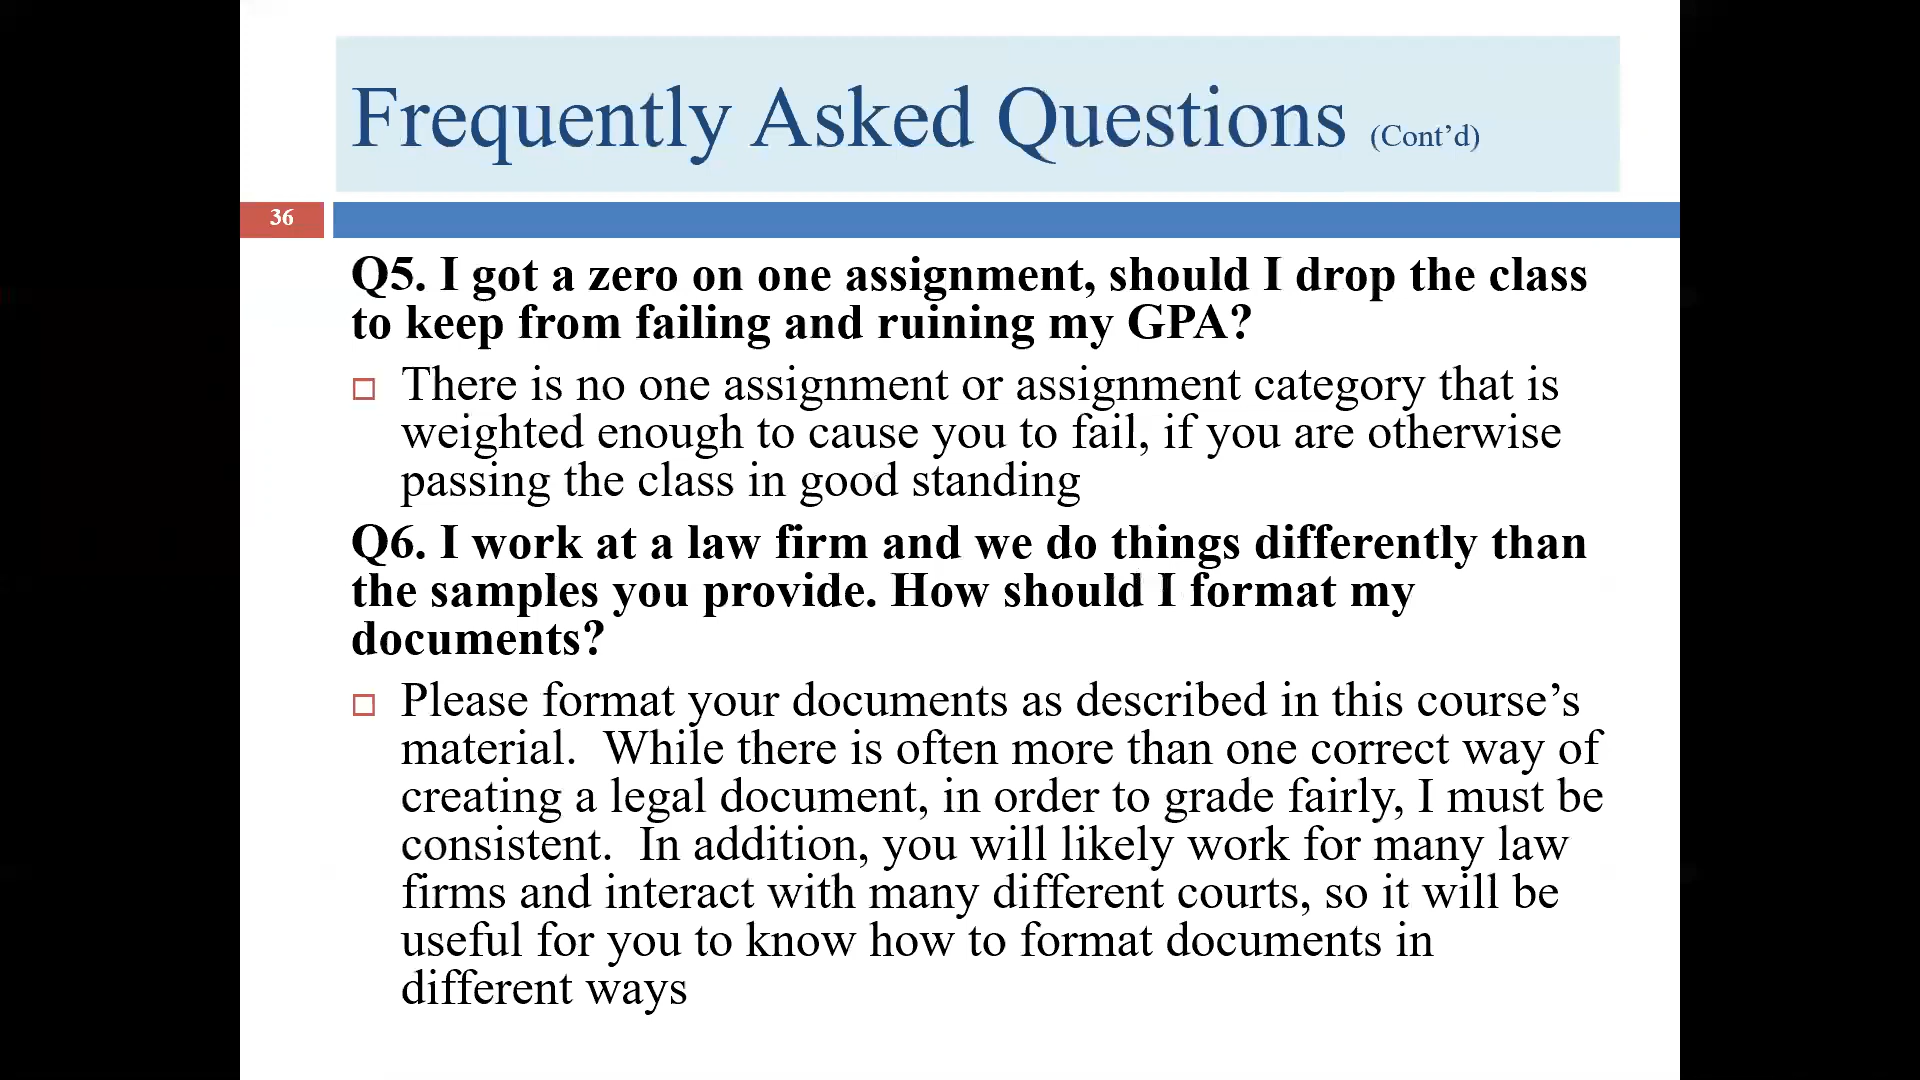 Frequently Asked Questions (Cont’d)
36
Q5. I got a zero on one assignment, should I drop the class
to keep from failing and ruining my GPA?
There is no one assignment or assignment category that is
weighted enough to cause you to fail, if you are otherwise
passing the class in good standing
Q6. I work at a law firm and we do things differently than
the samples you provide. How should I format my
documents?
Please format your documents as described in this course’s
material.  While there is often more than one correct way of
creating a legal document, in order to grade fairly, I must be
consistent.  In addition, you will likely work for many law
firms and interact with many different courts, so it will be
useful for you to know how to format documents in
different ways